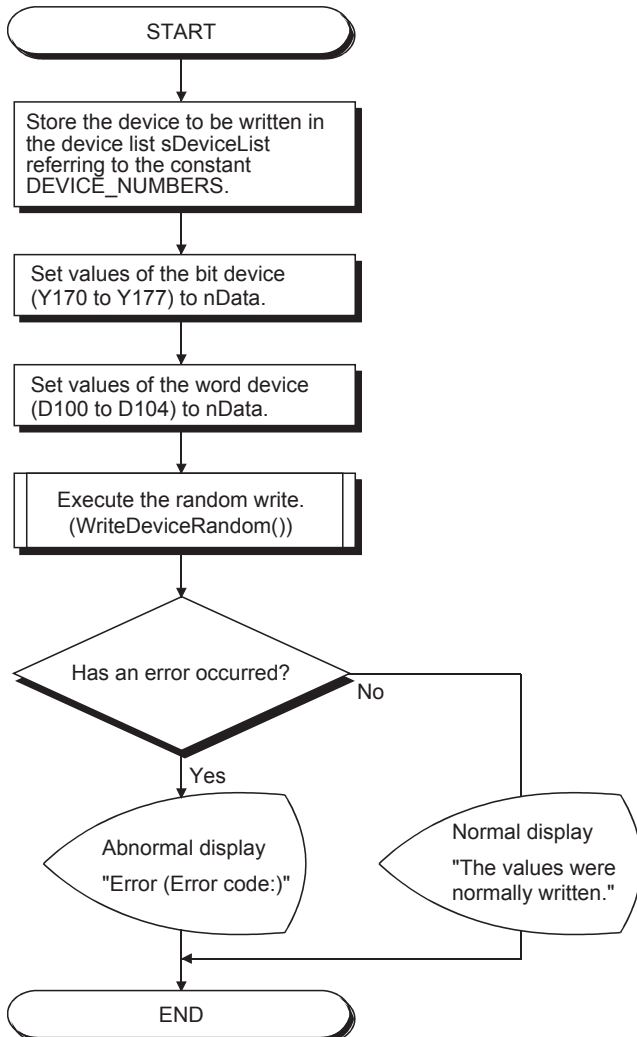 START
Store the device to be written in
the device list sDeviceList
referring to the constant
DEVICE_NUMBERS.
Set values of the bit device
(Y170 to Y177) to nData.
Set values of the word device
(D100 to D104) to nData.
Execute the random write.
(WriteDeviceRandom())
Has an error occurred?
No
Yes
Abnormal display
"Error (Error code:)"
Normal display
"The values were
normally written."
END